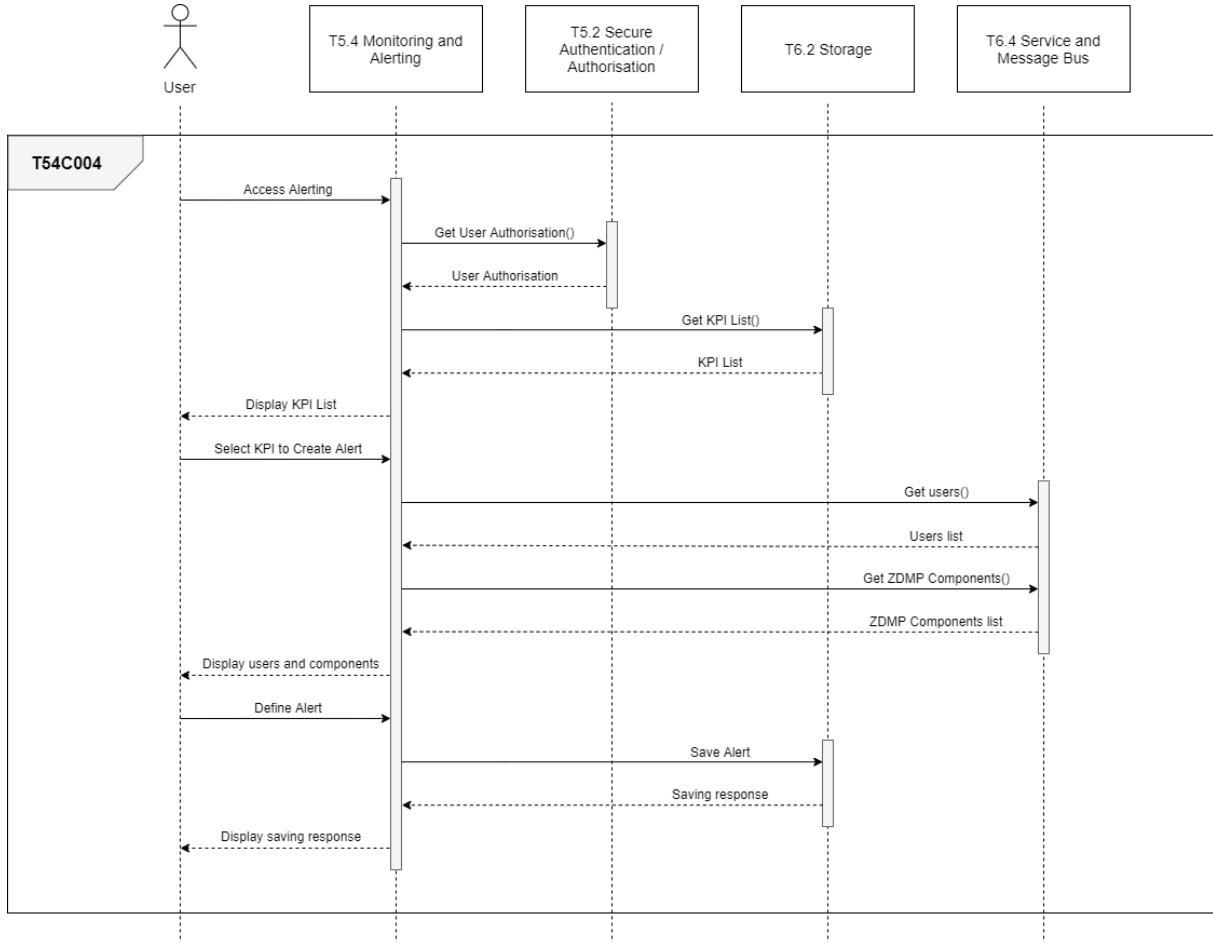 T5.4 Monitoring and
Alerting
T5.2 Secure
Authentication /
Authorisation
T6.2 Storage
T6.4 Service and
Message Bus
User
T54C004
Access Alerting
Get User Authorisation()
User Authorisation
Get KPI List()
KPI List
Display KPI List
Select KPI to Create Alert
Get users()
Users list
Get ZDMP Components()
ZDMP Components list
Display users and components
Define Alert
Save Alert
Saving response
Display saving response